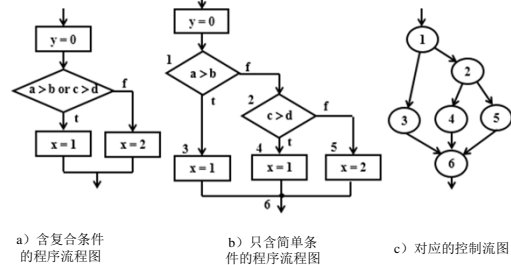 y=0
a>b or c>d
f
t
x=1
x=2
y=0
1
a>b
f
t
2
c>d
f
t
3
4
5
x=1
x=1
x=2
6
1
2
3
4
5
6
a）含复合条件
的程序流程图
b）只含简单条
件的程序流程图
c）对应的控制流图